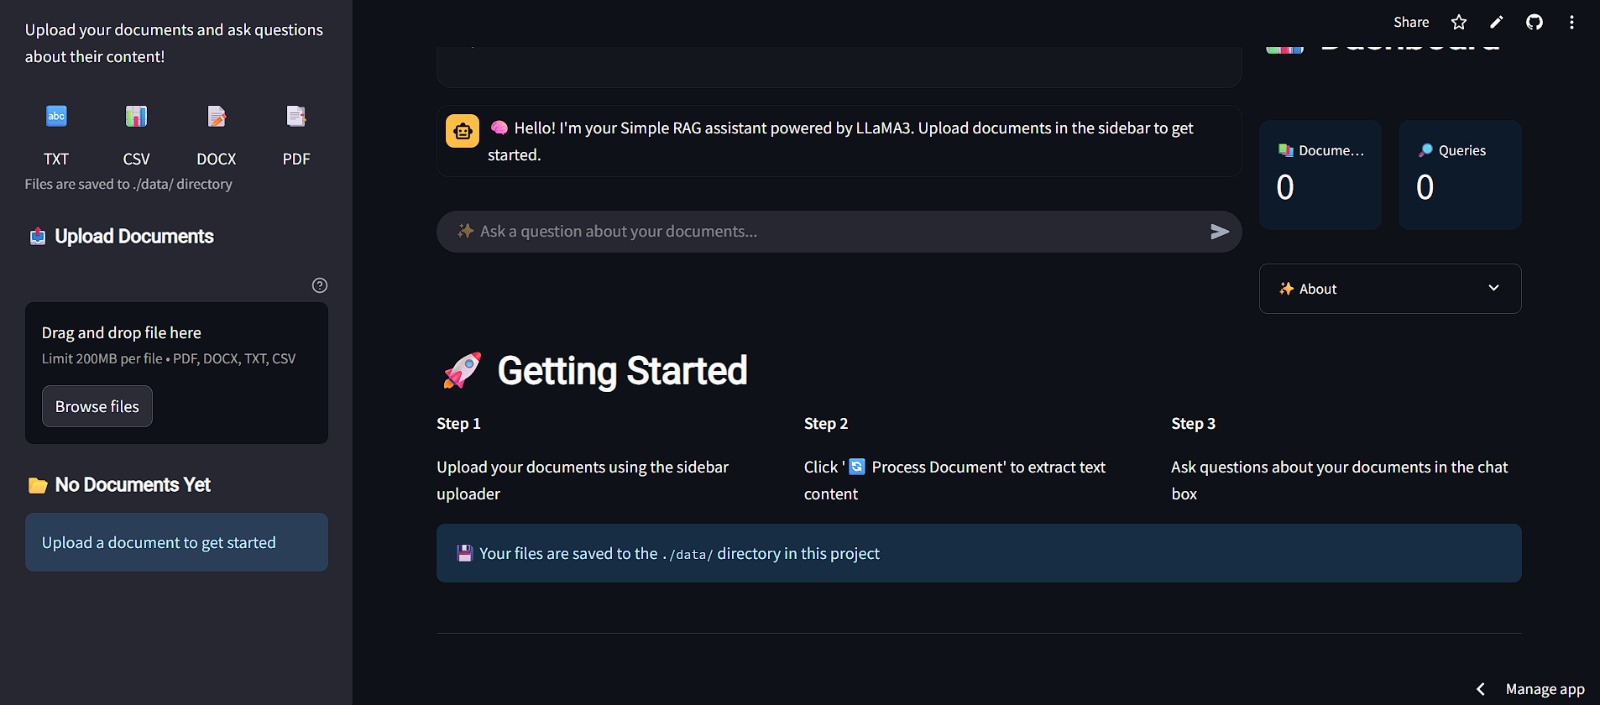 Upload your documents and ask questions
about their content!
abc
TXT
CSV
DOCX
PDF
Files are saved to ./data/ directory
Upload Documents
Drag and drop file here
Limit 200MB per file • PDF, DOCX, TXT, CSV
Browse files
No Documents Yet
Upload a document to get started
Share
Hello! I'm your Simple RAG assistant powered by LLaMA3. Upload documents in the sidebar to get
started.
Ask a question about your documents...
Dashboard
Docume...
0
Queries
0
About
Getting Started
Step 1
Upload your documents using the sidebar
uploader
Step 2
Click '🔄 Process Document' to extract text
content
Step 3
Ask questions about your documents in the chat
box
Your files are saved to the ./data/ directory in this project
Manage app